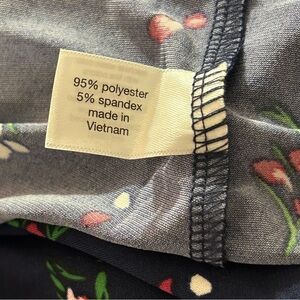 95% polyester
5% spandex
made in
Vietnam